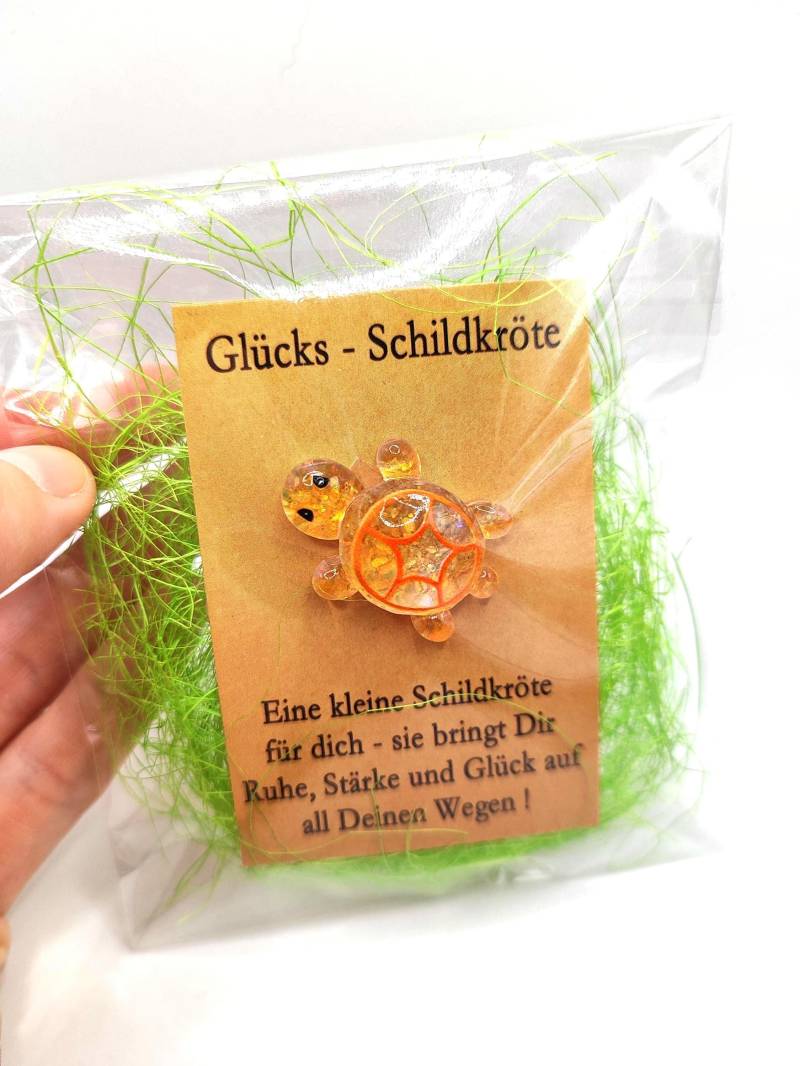 Glücks - Schildkröte
Eine kleine Schildkröte
für dich - sie bringt Dir
Ruhe, Stärke und Glück auf
all Deinen Wegen !